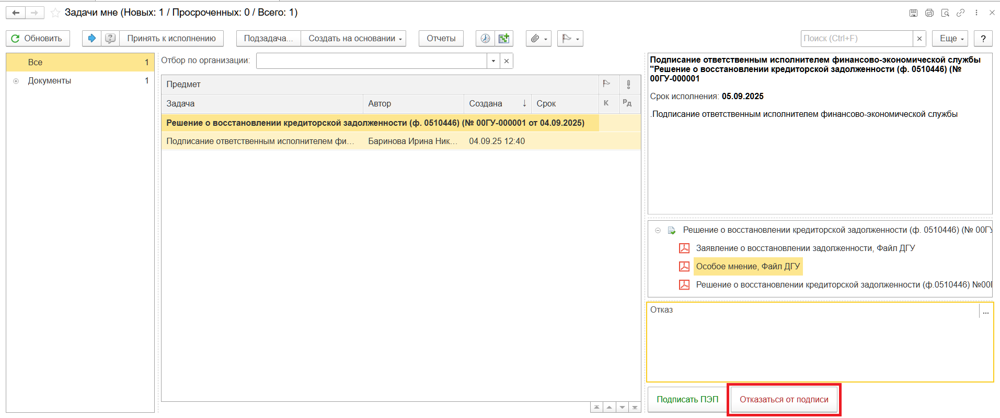 Задачи мне (Новых: 1 / Просроченных: 0 / Всего: 1)
Обновить
?
Принять к исполнению
Подзадача...
Создать на основании
Отчеты
Поиск (Ctrl+F)
×
Еще
?
Все 1
Документы 1
Отбор по организации:
×
Предмет
Задача Автор Создана ↓ Срок К Рд
Решение о восстановлении кредиторской задолженности (ф. 0510446) (№ 00ГУ-000001 от 04.09.2025)
Подписание ответственным исполнителем фи... Баринова Ирина Ник... 04.09.25 12:40
Подписание ответственным исполнителем финансово-экономической службы
"Решение о восстановлении кредиторской задолженности (ф. 0510446) (№
00ГУ-000001
Срок исполнения: 05.09.2025
.Подписание ответственным исполнителем финансово-экономической службы
Решение о восстановлении кредиторской задолженности (ф. 0510446) (№ 00ГУ
Заявление о восстановлении задолженности, Файл ДГУ
Особое мнение, Файл ДГУ
Решение о восстановлении кредиторской задолженности (ф.0510446) №00Г
Отказ
...
Подписать ПЭП
Отказаться от подписи